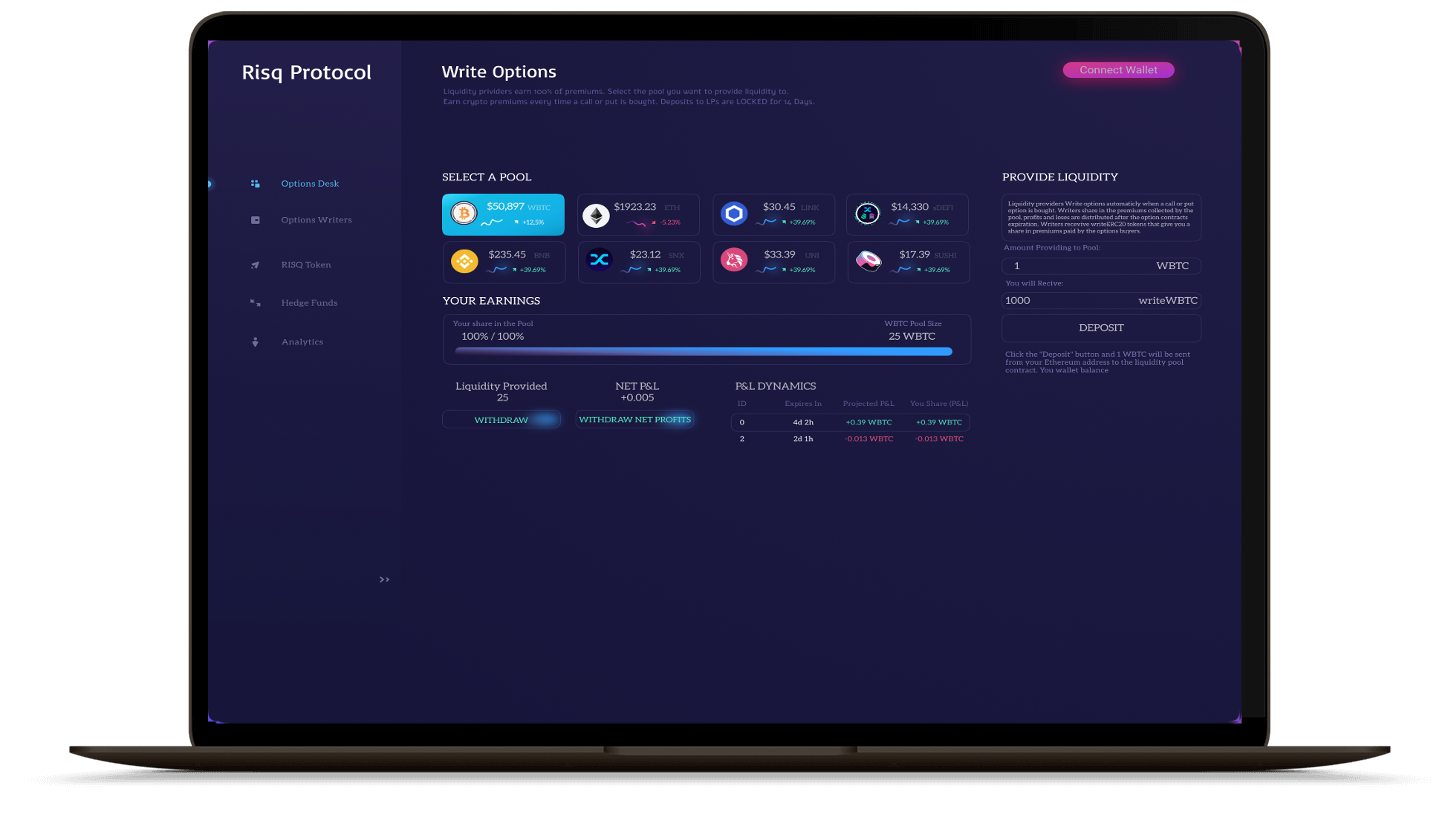 Risq Protocol
Options Desk
Options Writers
RISQ Token
Hedge Funds
Analytics
>>
Write Options
Liquidity prividers earn 100% of premiums. Select the pool you want to provide liquidity to.
Earn crypto premiums every time a call or put is bought. Deposits to LPs are LOCKED for 14 Days.
Connect Wallet
SELECT A POOL
$50,897 WBTC
+12.5%
$1923.23 ETH
-5.23%
$30.45 LINK
+39.69%
$14,330 sDEFI
+39.69%
$235.45 BNB
+39.69%
$23.12 SNX
+39.69%
$33.39 UNI
+39.69%
$17.39 SUSHI
+39.69%
YOUR EARNINGS
Your share in the Pool
100% / 100%
WBTC Pool Size
25 WBTC
Liquidity Provided
25
WITHDRAW
NET P&L
+0.005
WITHDRAW NET PROFITS
P&L DYNAMICS
ID Expires In Projected P&L You Share (P&L)
0 4d 2h +0.39 WBTC +0.39 WBTC
2 2d 1h -0.013 WBTC -0.013 WBTC
PROVIDE LIQUIDITY
Liquidity providers Write options automaticly when a call or put
option is bought. Writers share in the premiums collected by the
pool, profits and loses are distributed after the option contracts
expiration. Writers recevive writeERC20 tokens that give you a
share in premiums paid by the options buyers.
Amount Providing to Pool:
1 WBTC
You will Recive:
1000 writeWBTC
DEPOSIT
Click the "Deposit" button and 1 WBTC will be sent
from your Ethereum address to the liquidity pool
contract. You wallet balance